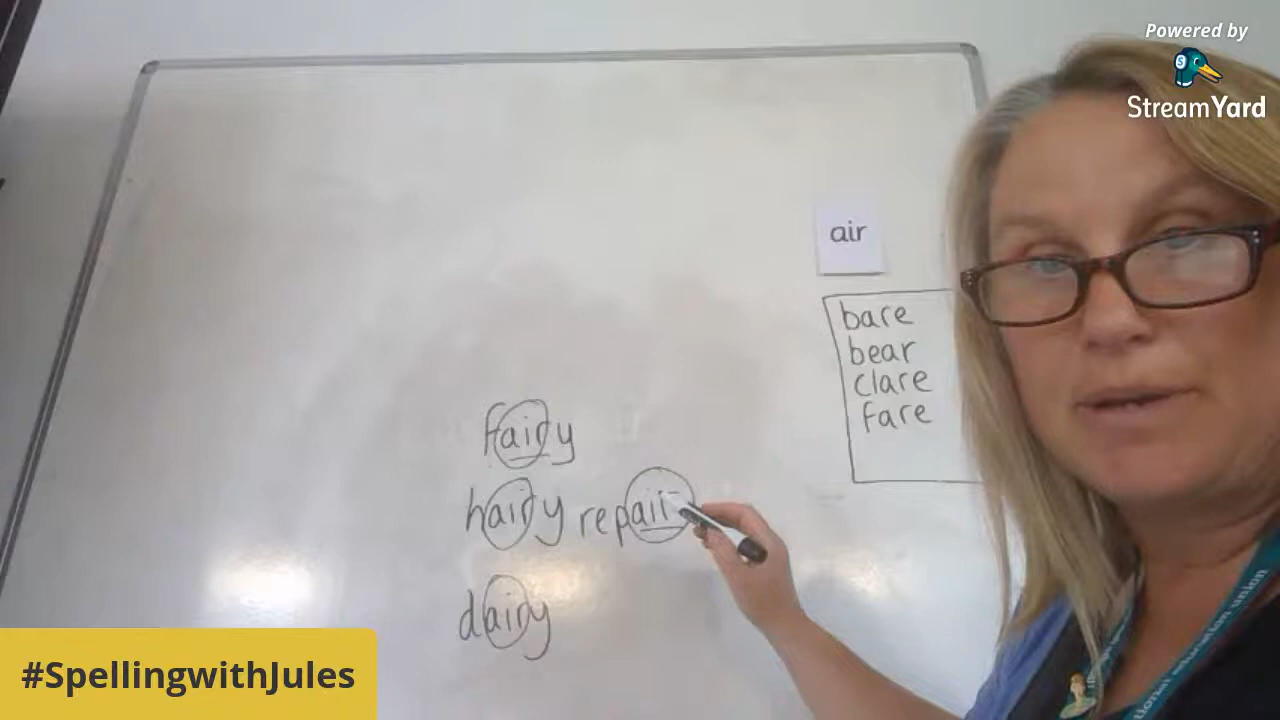 Powered by
StreamYard
air
bare
bear
clare
fare
fairy
hairy repair
dairy
#SpellingwithJules